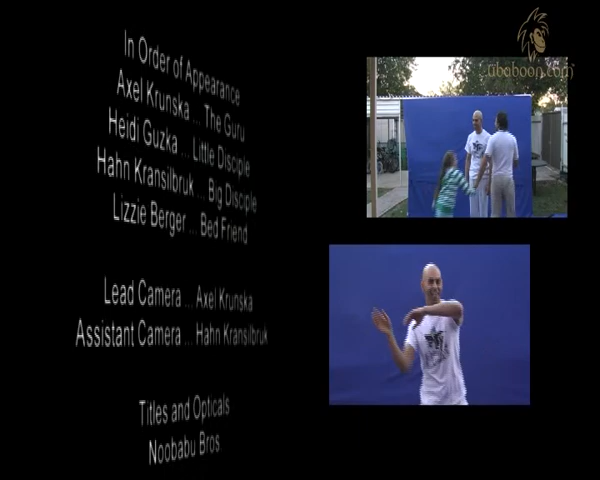 In Order of Appearance
Axel Krunska ... The Guru
Heidi Guzka ... Little Disciple
Hahn Kransilbruk ... Big Disciple
Lizzie Berger ... Bed Friend
Lead Camera ... Axel Krunska
Assistant Camera ... Hahn Kransilbruk
Titles and Opticals
Noobabu Bros
ubaboon.com